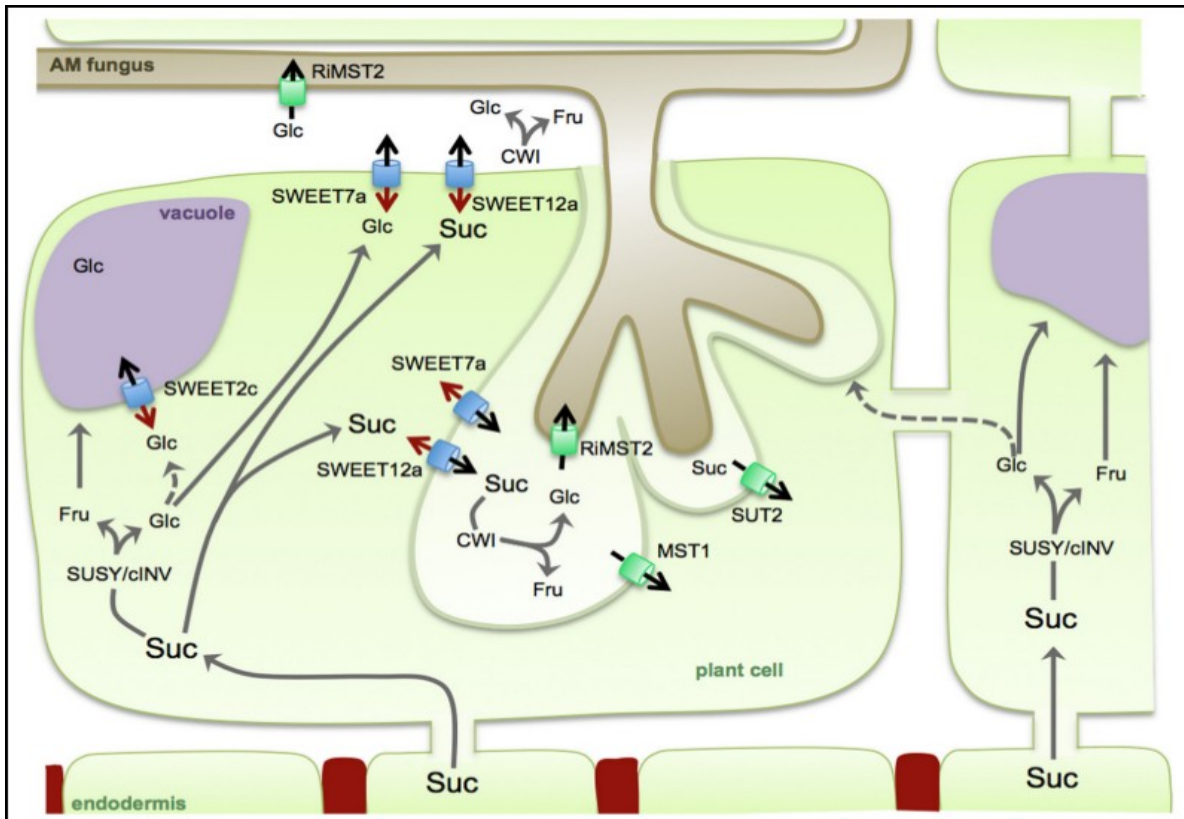 AM fungus
RiMST2
Glc
Glc
Fru
CWI
SWEET7a
SWEET12a
Glc
Suc
vacuole
Glc
SWEET2c
Glc
Fru
Glc
SUSY/cINV
Suc
SWEET7a
Suc
SWEET12a
Suc
CWI
Glc
Fru
RiMST2
Suc
SUT2
MST1
plant cell
Glc
Fru
SUSY/cINV
Suc
Suc
Suc
endodermis